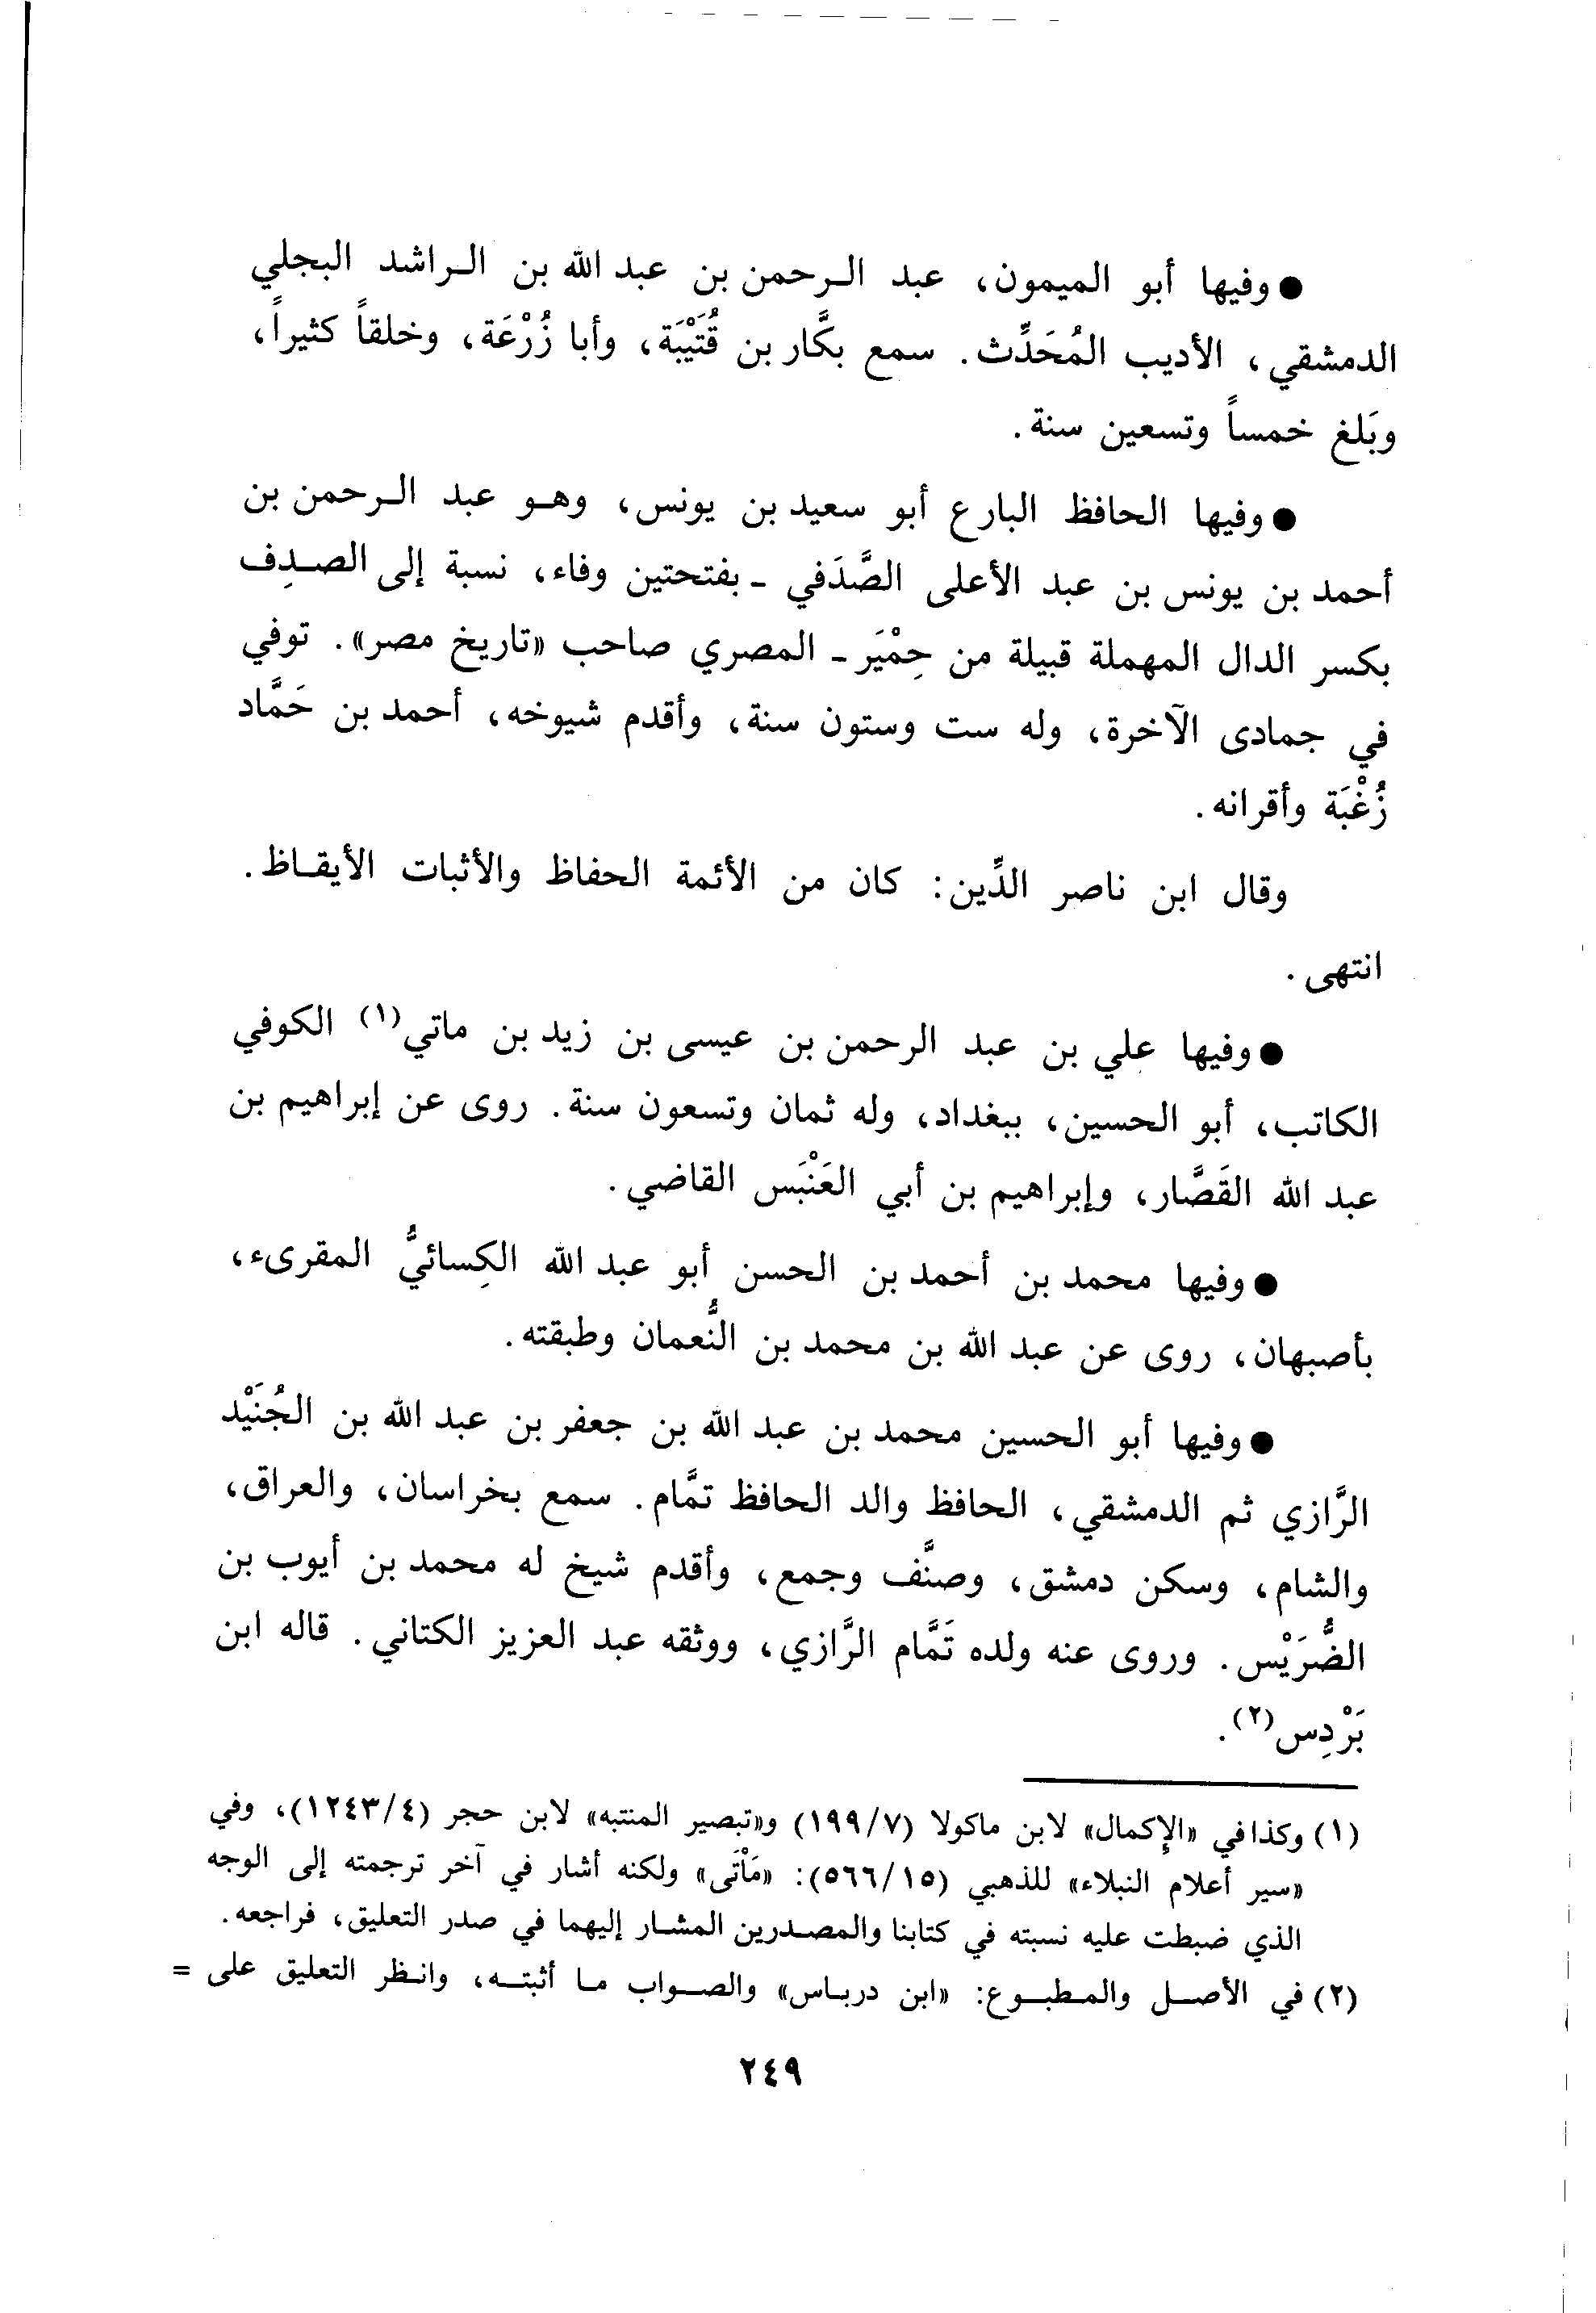 ● وفيها أبو الميمون، عبد الرحمن بن عبد الله بن الراشد البجلي
الدمشقي، الأديب المُحَدِّث. سمع بكَّار بن قُتَيْبَة، وأبا زُرْعَة، وخلقاً كثيراً،
وبَلغ خمساً وتسعين سنة.
● وفيها الحافظ البارع أبو سعيد بن يونس، وهو عبد الرحمن بن
أحمد بن يونس بن عبد الأعلى الصَّدَفي ـ بفتحتين وفاء، نسبة إلى الصدِف
بكسر الدال المهملة قبيلة من حِمْيَر ـ المصري صاحب «تاريخ مصر». توفي
في جمادى الآخرة، وله ست وستون سنة، وأقدم شيوخه، أحمد بن حَمَّاد
زُغْبَة وأقرانه.
وقال ابن ناصر الدِّين: كان من الأئمة الحفاظ والأثبات الأيقاظ.
انتهى.
● وفيها علي بن عبد الرحمن بن عيسى بن زيد بن ماتي(١) الكوفي
الكاتب، أبو الحسين، ببغداد، وله ثمان وتسعون سنة. روى عن إبراهيم بن
عبد الله القَصَّار، وإبراهيم بن أبي العَنْبَس القاضي.
● وفيها محمد بن أحمد بن الحسن أبو عبد الله الكِسائيُّ المقرىء،
بأصبهان، روى عن عبد الله بن محمد بن النُّعمان وطبقته.
● وفيها أبو الحسين محمد بن عبد الله بن جعفر بن عبد الله بن الجُنَيْد
الرَّازي ثم الدمشقي، الحافظ والد الحافظ تمَّام. سمع بخراسان، والعراق،
والشام، وسكن دمشق، وصنَّف وجمع، وأقدم شيخ له محمد بن أيوب بن
الضُّرَيْس. وروى عنه ولده تَمَّام الرَّازي، ووثقه عبد العزيز الكتاني. قاله ابن
بَرْدِس(٢).
(١) وكذا في «الإكمال» لابن ماكولا (١٩٩/٧) و«تبصير المنتبه» لابن حجر (١٢٤٣/٤)، وفي
«سير أعلام النبلاء» للذهبي (٥٦٦/١٥): «مَاْتَى» ولكنه أشار في آخر ترجمته إلى الوجه
الذي ضبطت عليه نسبته في كتابنا والمصدرين المشار إليهما في صدر التعليق، فراجعه.
(٢) في الأصل والمطبوع: «ابن درباس» والصواب ما أثبته، وانظر التعليق على =
٢٤٩